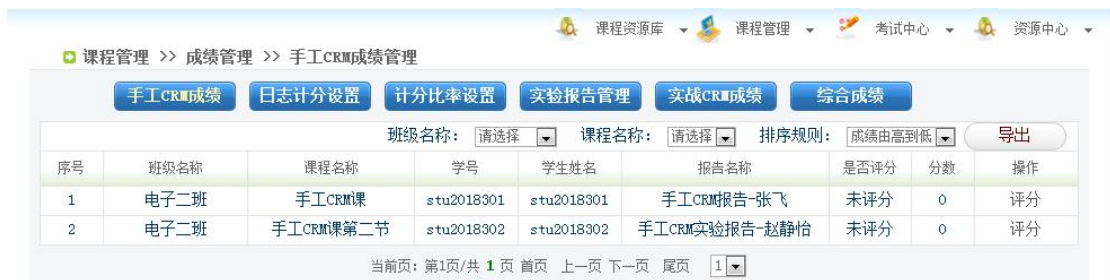 课程资源库 课程管理 考试中心 资源中心
课程管理 >> 成绩管理 >> 手工CRM成绩管理
手工CRM成绩 日志计分设置 计分比率设置 实验报告管理 实战CRM成绩 综合成绩
班级名称: 请选择 课程名称: 请选择 排序规则: 成绩由高到低 导出
序号 班级名称 课程名称 学号 学生姓名 报告名称 是否评分 分数 操作
1 电子二班 手工CRM课 stu2018301 stu2018301 手工CRM报告-张飞 未评分 0 评分
2 电子二班 手工CRM课第二节 stu2018302 stu2018302 手工CRM实验报告-赵静怡 未评分 0 评分
当前页: 第1页/共 1 页 首页 上一页 下一页 尾页 1